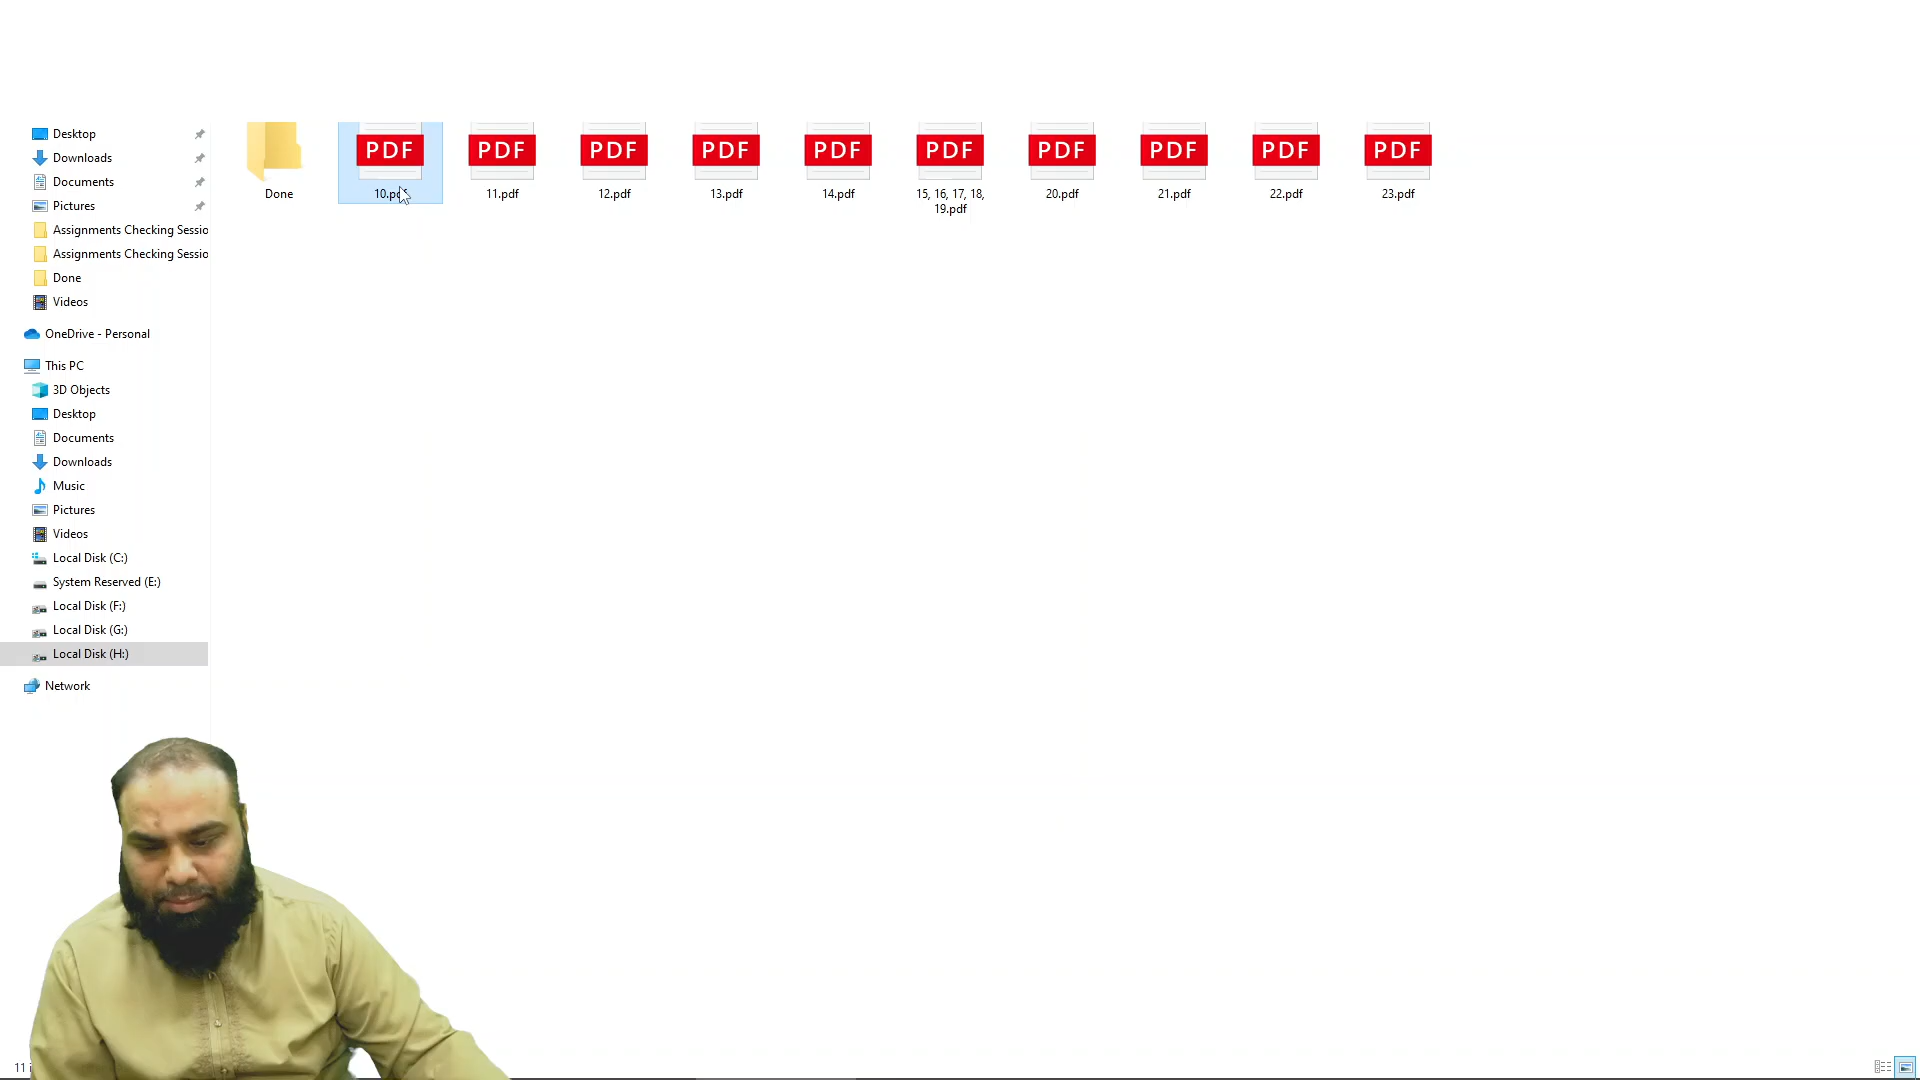 Desktop
Downloads
Documents
Pictures
Assignments Checking Sessio
Assignments Checking Sessio
Done
Videos
OneDrive - Personal
This PC
3D Objects
Desktop
Documents
Downloads
Music
Pictures
Videos
Local Disk (C:)
System Reserved (E:)
Local Disk (F:)
Local Disk (G:)
Local Disk (H:)
Network
Done
PDF
10.pdf
PDF
11.pdf
PDF
12.pdf
PDF
13.pdf
PDF
14.pdf
PDF
15, 16, 17, 18,
19.pdf
PDF
20.pdf
PDF
21.pdf
PDF
22.pdf
PDF
23.pdf
11